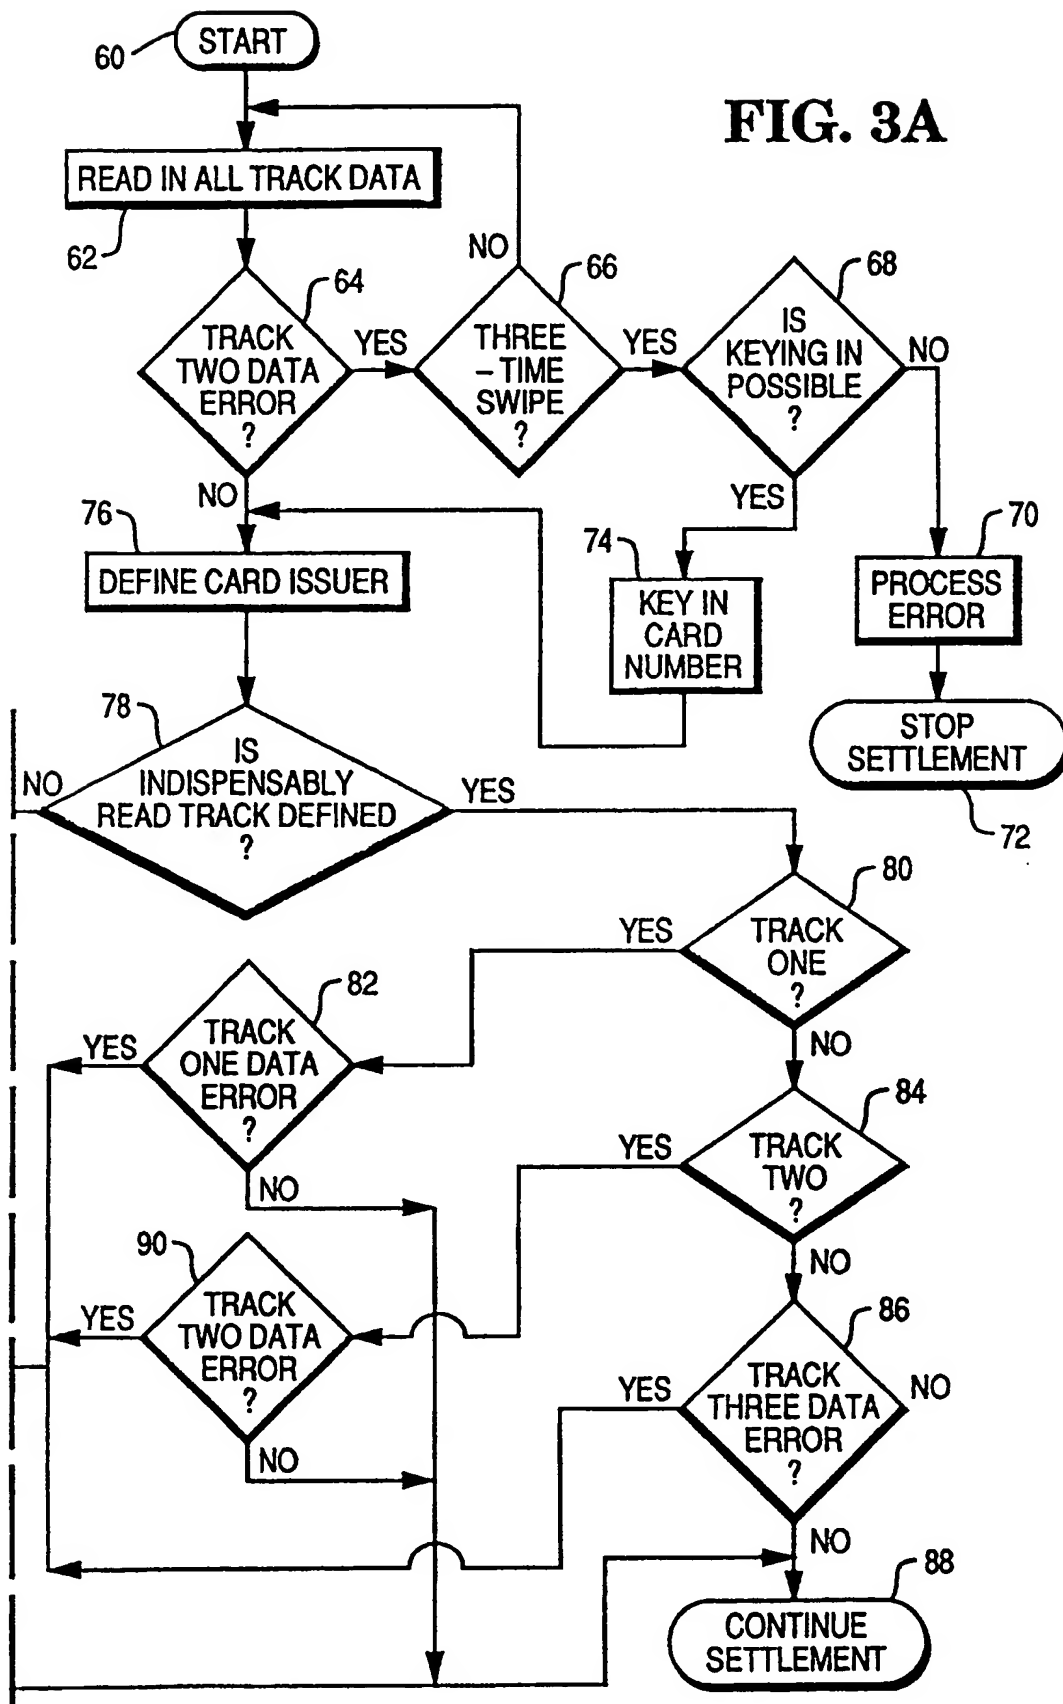 60
START
FIG. 3A
READ IN ALL TRACK DATA
62
NO
64
66
68
TRACK
TWO DATA
ERROR
?
YES
THREE
–TIME
SWIPE
?
YES
IS
KEYING IN
POSSIBLE
?
NO
NO
YES
76
DEFINE CARD ISSUER
74
KEY IN
CARD
NUMBER
70
PROCESS
ERROR
STOP
SETTLEMENT
72
78
NO
IS
INDISPENSABLY
READ TRACK DEFINED
?
YES
80
YES
TRACK
ONE
?
NO
82
YES
TRACK
ONE DATA
ERROR
?
NO
84
YES
TRACK
TWO
?
NO
90
YES
TRACK
TWO DATA
ERROR
?
NO
86
YES
TRACK
THREE DATA
ERROR
?
NO
NO
88
CONTINUE
SETTLEMENT